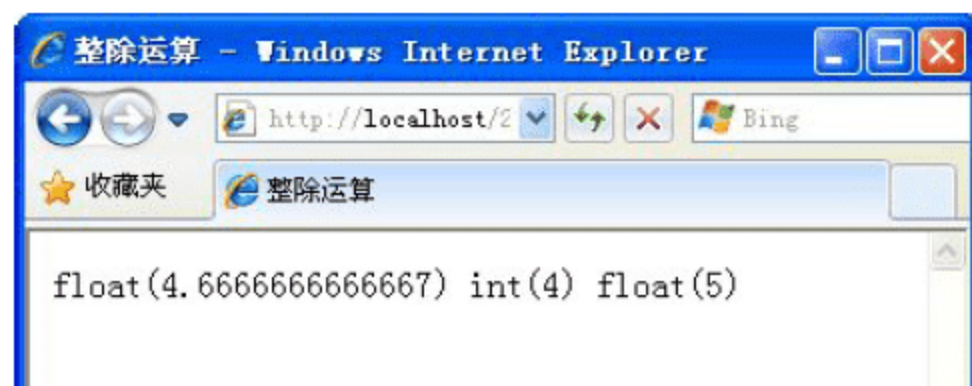 整除运算 - Windows Internet Explorer
http://localhost/2 Bing
收藏夹 整除运算
float(4.6666666666667) int(4) float(5)